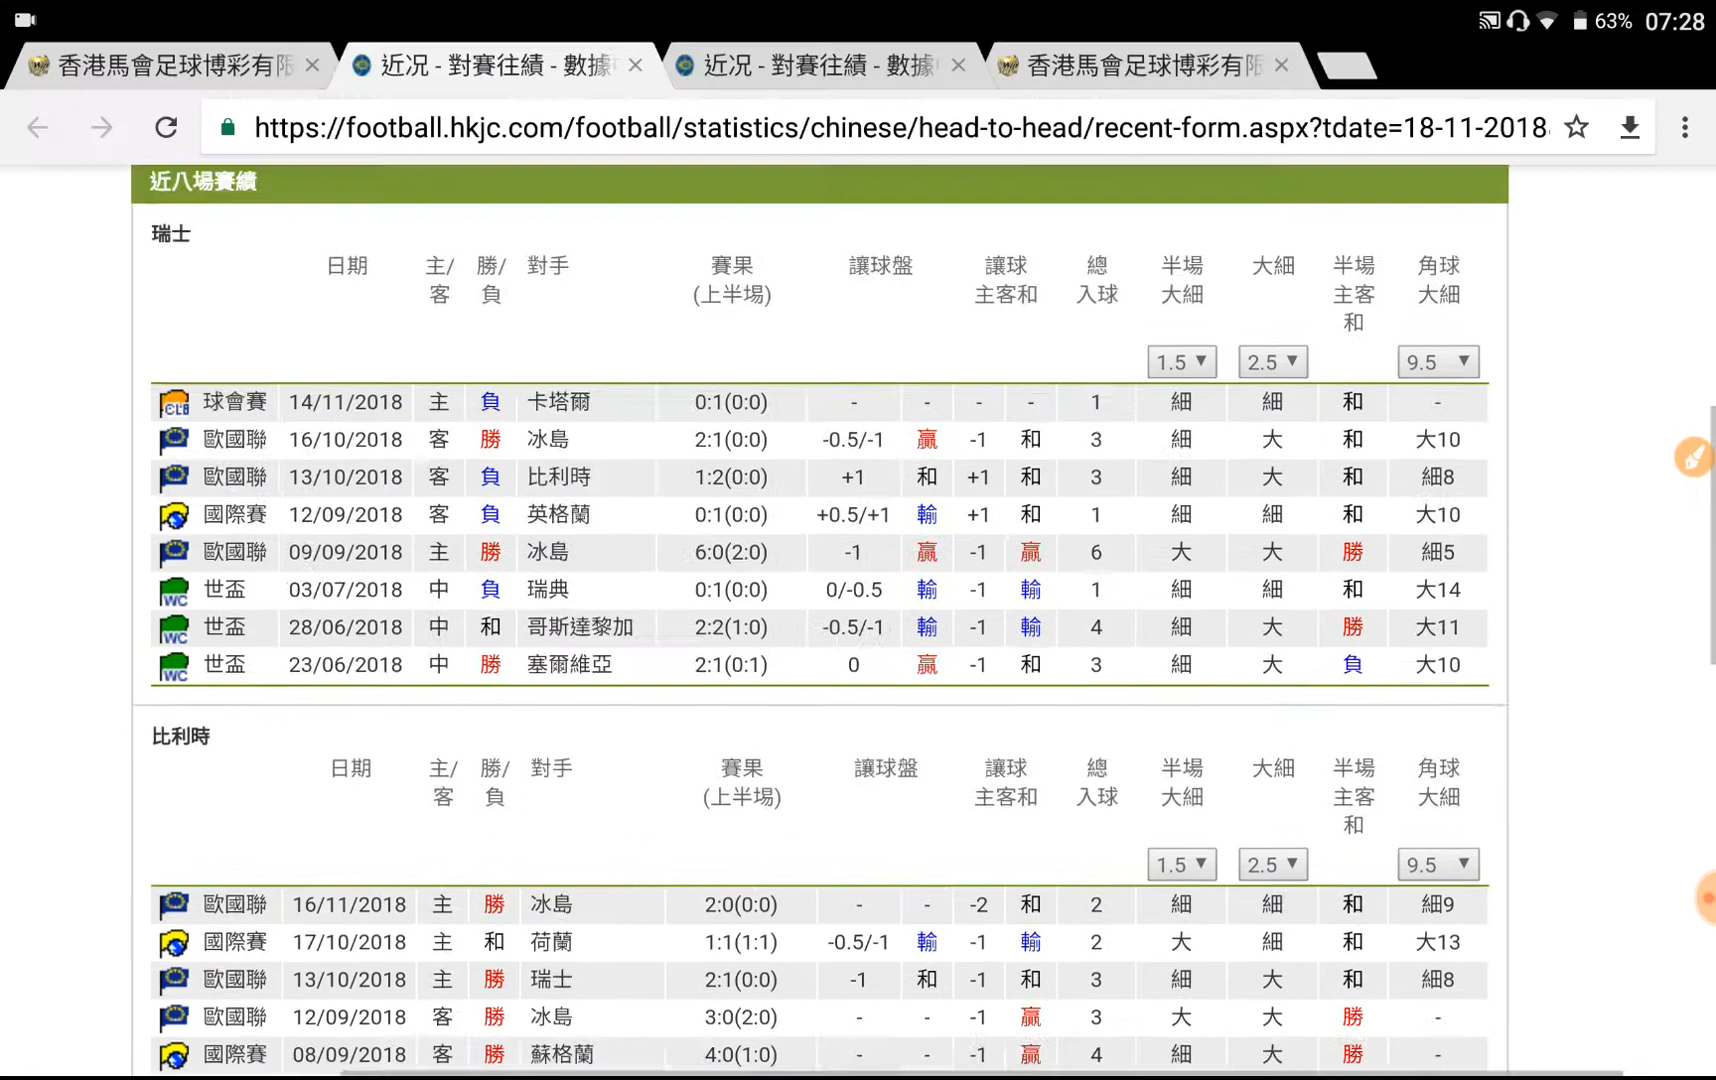 63% 07:28
香港馬會足球博彩有限 近況 - 對賽往績 - 數據 近況 - 對賽往績 - 數據 香港馬會足球博彩有限
https://football.hkjc.com/football/statistics/chinese/head-to-head/recent-form.aspx?tdate=18-11-2018
近八場賽績
瑞士
日期 主/客 勝/負 對手 賽果(上半場) 讓球盤 讓球主客和 總入球 半場大細 大細 半場主客和 角球大細
1.5 2.5 9.5
CLB 球會賽 14/11/2018 主 負 卡塔爾 0:1(0:0) - - - - 1 細 細 和 -
歐國聯 16/10/2018 客 勝 冰島 2:1(0:0) -0.5/-1 贏 -1 和 3 細 大 和 大10
歐國聯 13/10/2018 客 負 比利時 1:2(0:0) +1 和 +1 和 3 細 大 和 細8
國際賽 12/09/2018 客 負 英格蘭 0:1(0:0) +0.5/+1 輸 +1 和 1 細 細 和 大10
歐國聯 09/09/2018 主 勝 冰島 6:0(2:0) -1 贏 -1 贏 6 大 大 勝 細5
WC 世盃 03/07/2018 中 負 瑞典 0:1(0:0) 0/-0.5 輸 -1 輸 1 細 細 和 大14
WC 世盃 28/06/2018 中 和 哥斯達黎加 2:2(1:0) -0.5/-1 輸 -1 輸 4 細 大 勝 大11
WC 世盃 23/06/2018 中 勝 塞爾維亞 2:1(0:1) 0 贏 -1 和 3 細 大 負 大10
比利時
日期 主/客 勝/負 對手 賽果(上半場) 讓球盤 讓球主客和 總入球 半場大細 大細 半場主客和 角球大細
1.5 2.5 9.5
歐國聯 16/11/2018 主 勝 冰島 2:0(0:0) - - -2 和 2 細 細 和 細9
國際賽 17/10/2018 主 和 荷蘭 1:1(1:1) -0.5/-1 輸 -1 輸 2 大 細 和 大13
歐國聯 13/10/2018 主 勝 瑞士 2:1(0:0) -1 和 -1 和 3 細 大 和 細8
歐國聯 12/09/2018 客 勝 冰島 3:0(2:0) - - -1 贏 3 大 大 勝 -
國際賽 08/09/2018 客 勝 蘇格蘭 4:0(1:0) - - -1 贏 4 細 大 勝 -